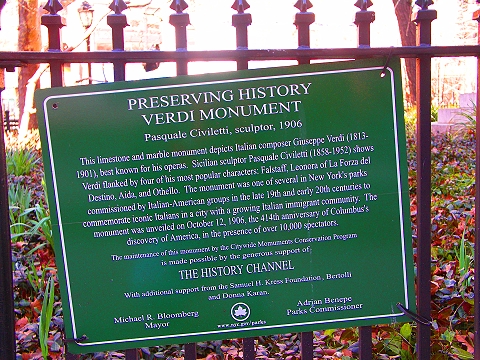 PRESERVING HISTORY
VERDI MONUMENT
Pasquale Civiletti, sculptor, 1906
This limestone and marble monument depicts Italian composer Giuseppe Verdi (1813-
1901), best known for his operas. Sicilian sculptor Pasquale Civiletti (1858-1952) shows
Verdi flanked by four of his most popular characters: Falstaff, Leonora of La Forza del
Destino, Aida, and Othello. The monument was one of several in New York's parks
commissioned by Italian-American groups in the late 19th and early 20th centuries to
commemorate iconic Italians in a city with a growing Italian immigrant community. The
monument was unveiled on October 12, 1906, the 414th anniversary of Columbus's
discovery of America, in the presence of over 10,000 spectators.
The maintenance of this monument by the Citywide Monuments Conservation Program
is made possible by the generous support of
THE HISTORY CHANNEL
With additional support from the Samuel H. Kress Foundation, Bertolli
and Donna Karan.
Michael R. Bloomberg
Mayor
www.nyc.gov/parks
Adrian Benepe
Parks Commissioner